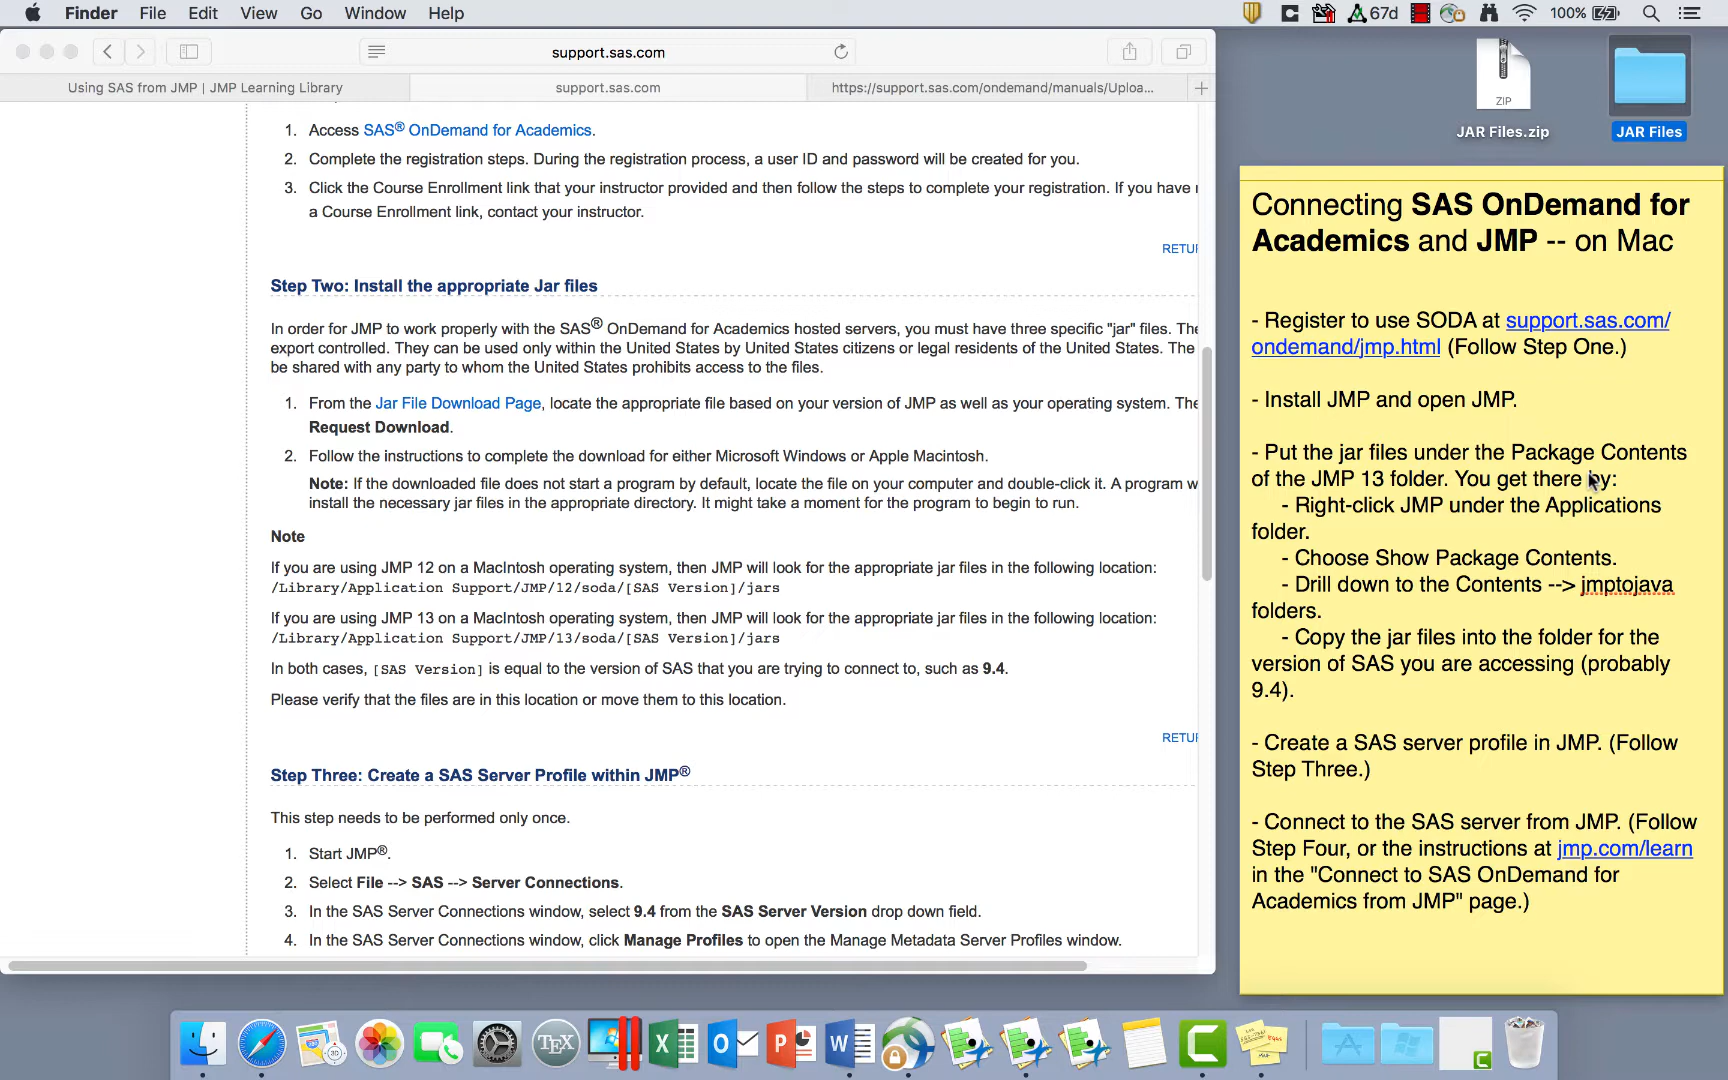 Finder File Edit View Go Window Help 67d 100%
support.sas.com
Using SAS from JMP | JMP Learning Library support.sas.com https://support.sas.com/ondemand/manuals/Uploa...
1. Access SAS® OnDemand for Academics.
2. Complete the registration steps. During the registration process, a user ID and password will be created for you.
3. Click the Course Enrollment link that your instructor provided and then follow the steps to complete your registration. If you have
a Course Enrollment link, contact your instructor.
RETU
Step Two: Install the appropriate Jar files
In order for JMP to work properly with the SAS® OnDemand for Academics hosted servers, you must have three specific "jar" files. The
export controlled. They can be used only within the United States by United States citizens or legal residents of the United States. The
be shared with any party to whom the United States prohibits access to the files.
1. From the Jar File Download Page, locate the appropriate file based on your version of JMP as well as your operating system. The
Request Download.
2. Follow the instructions to complete the download for either Microsoft Windows or Apple Macintosh.
Note: If the downloaded file does not start a program by default, locate the file on your computer and double-click it. A program w
install the necessary jar files in the appropriate directory. It might take a moment for the program to begin to run.
Note
If you are using JMP 12 on a MacIntosh operating system, then JMP will look for the appropriate jar files in the following location:
/Library/Application Support/JMP/12/soda/[SAS Version]/jars
If you are using JMP 13 on a MacIntosh operating system, then JMP will look for the appropriate jar files in the following location:
/Library/Application Support/JMP/13/soda/[SAS Version]/jars
In both cases, [SAS Version] is equal to the version of SAS that you are trying to connect to, such as 9.4.
Please verify that the files are in this location or move them to this location.
RETU
Step Three: Create a SAS Server Profile within JMP®
This step needs to be performed only once.
1. Start JMP®.
2. Select File --> SAS --> Server Connections.
3. In the SAS Server Connections window, select 9.4 from the SAS Server Version drop down field.
4. In the SAS Server Connections window, click Manage Profiles to open the Manage Metadata Server Profiles window.
ZIP
JAR Files.zip JAR Files
Connecting SAS OnDemand for
Academics and JMP -- on Mac
- Register to use SODA at support.sas.com/
ondemand/jmp.html (Follow Step One.)
- Install JMP and open JMP.
- Put the jar files under the Package Contents
of the JMP 13 folder. You get there by:
- Right-click JMP under the Applications
folder.
- Choose Show Package Contents.
- Drill down to the Contents --> jmptojava
folders.
- Copy the jar files into the folder for the
version of SAS you are accessing (probably
9.4).
- Create a SAS server profile in JMP. (Follow
Step Three.)
- Connect to the SAS server from JMP. (Follow
Step Four, or the instructions at jmp.com/learn
in the "Connect to SAS OnDemand for
Academics from JMP" page.)